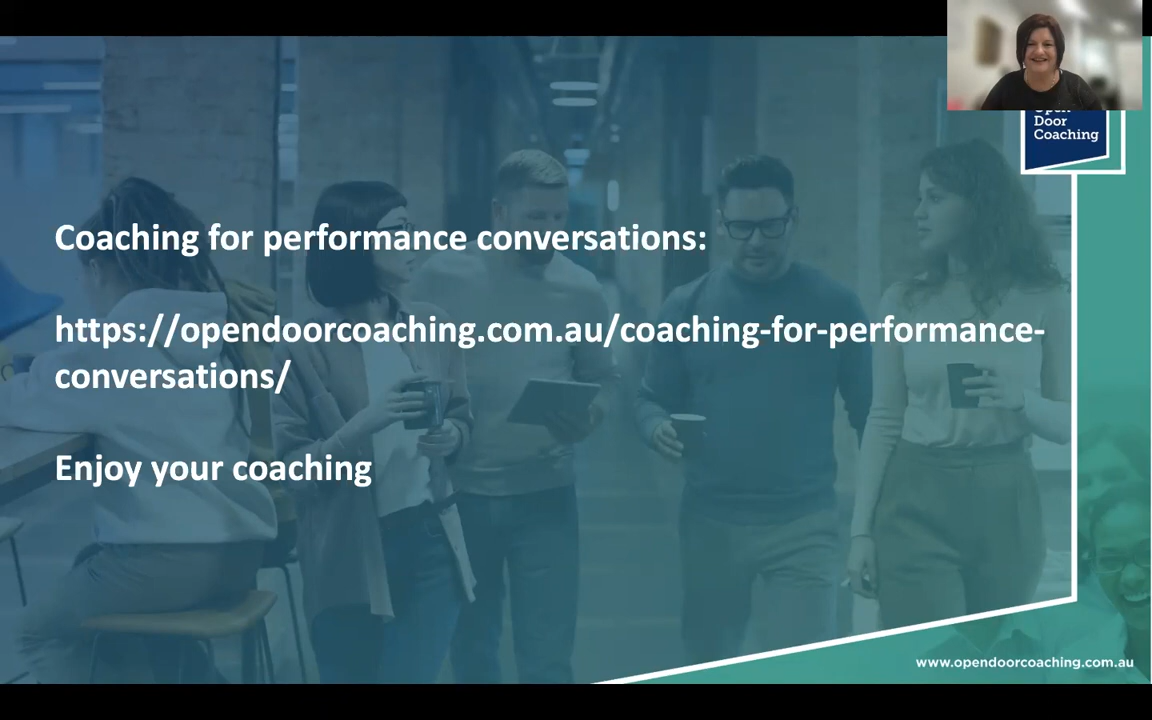 Open
Door
Coaching
Coaching for performance conversations:
https://opendoorcoaching.com.au/coaching-for-performance-
conversations/
Enjoy your coaching
www.opendoorcoaching.com.au